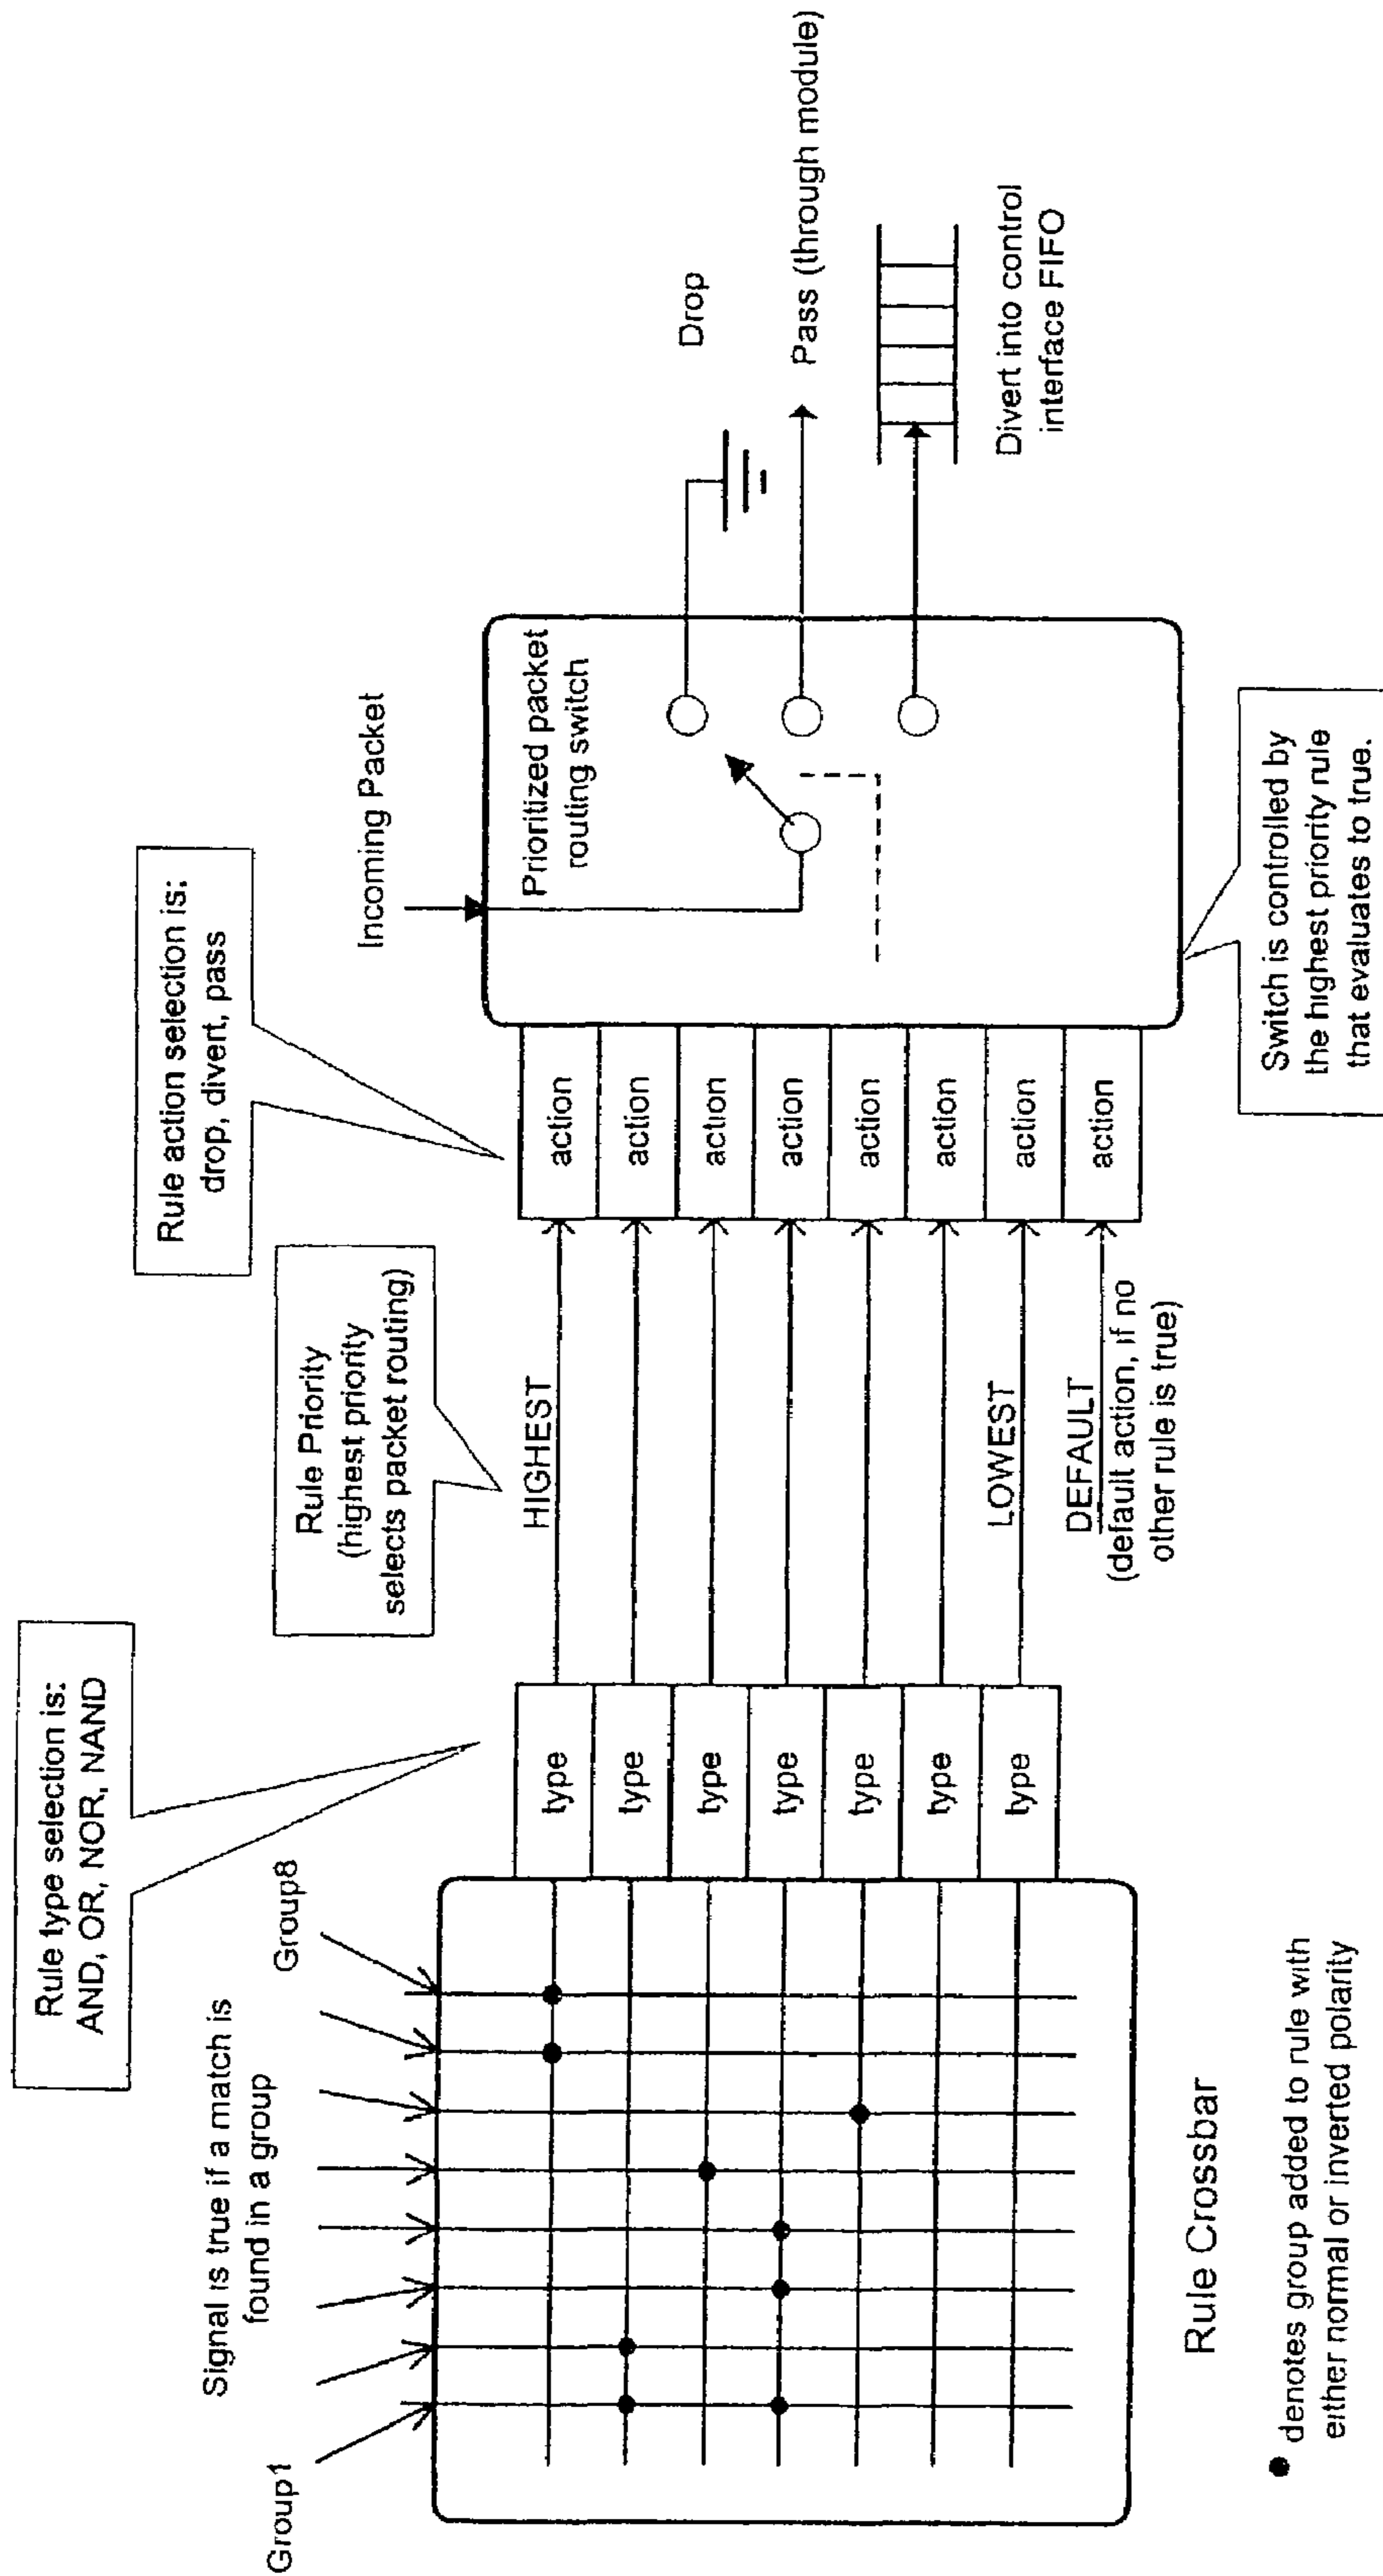 Rule type selection is:
AND, OR, NOR, NAND
Rule Priority
(highest priority
selects packet routing)
Rule action selection is:
drop, divert, pass
Signal is true if a match is
found in a group
Group1
Group8
type
type
type
type
type
type
type
HIGHEST
LOWEST
DEFAULT
(default action, if no
other rule is true)
action
action
action
action
action
action
action
action
Incoming Packet
Prioritized packet
routing switch
Drop
Pass (through module)
Divert into control
interface FIFO
Switch is controlled by
the highest priority rule
that evaluates to true.
Rule Crossbar
denotes group added to rule with
either normal or inverted polarity